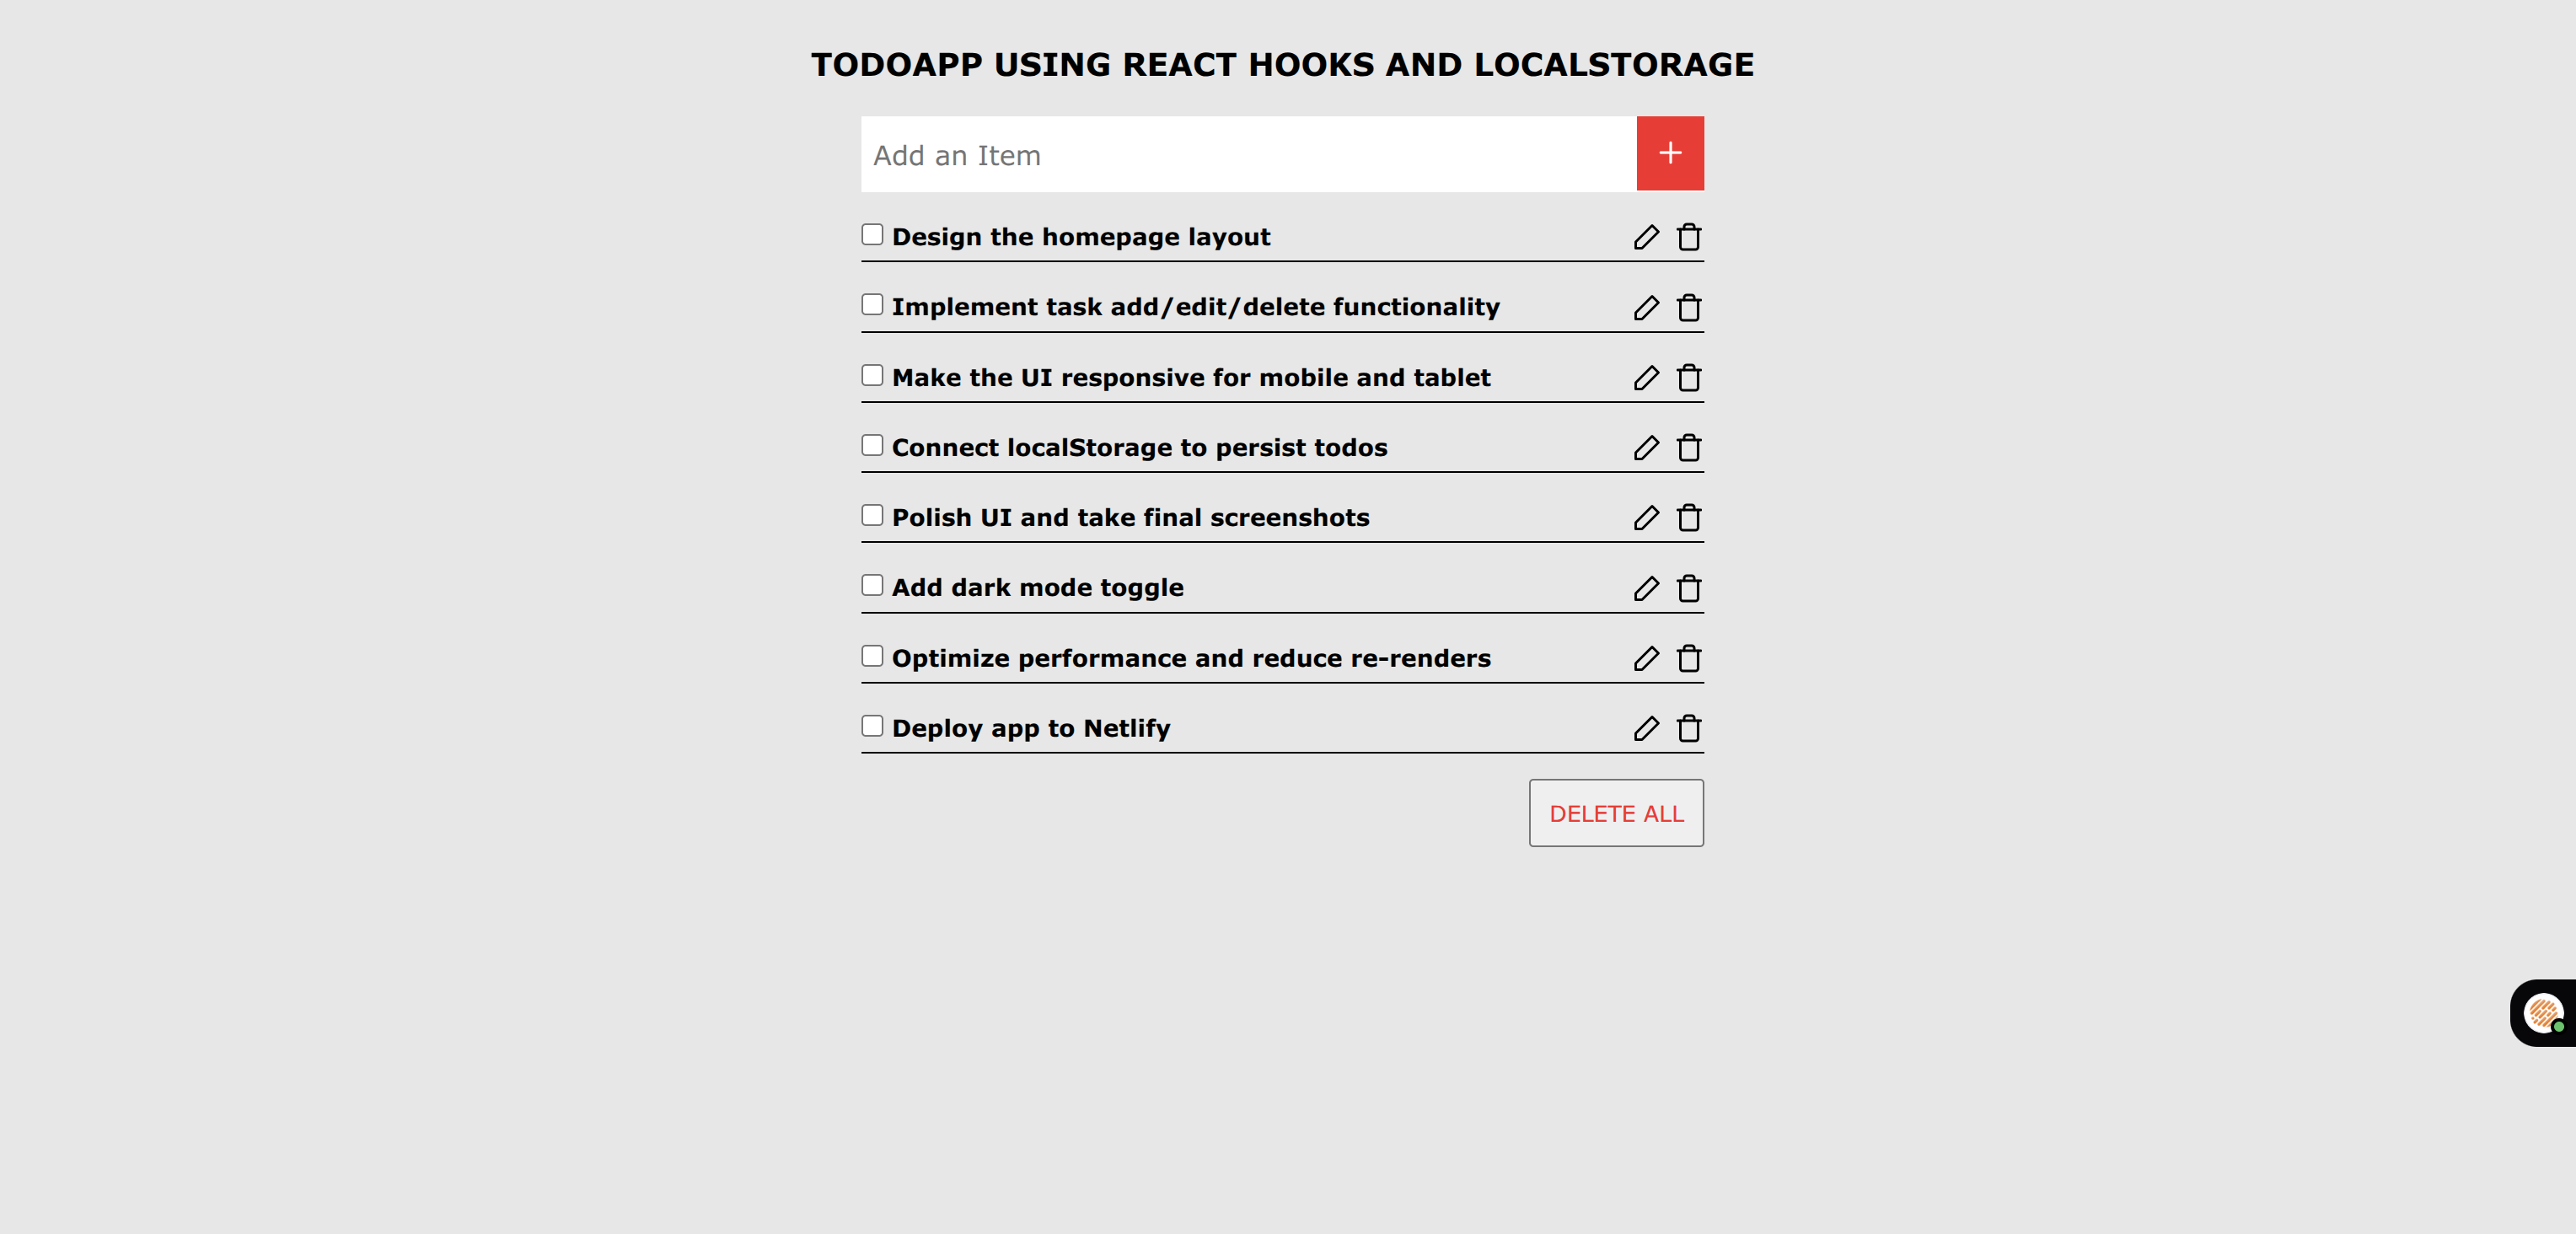 TODOAPP USING REACT HOOKS AND LOCALSTORAGE
Add an Item
Design the homepage layout
Implement task add/edit/delete functionality
Make the UI responsive for mobile and tablet
Connect localStorage to persist todos
Polish UI and take final screenshots
Add dark mode toggle
Optimize performance and reduce re-renders
Deploy app to Netlify
DELETE ALL